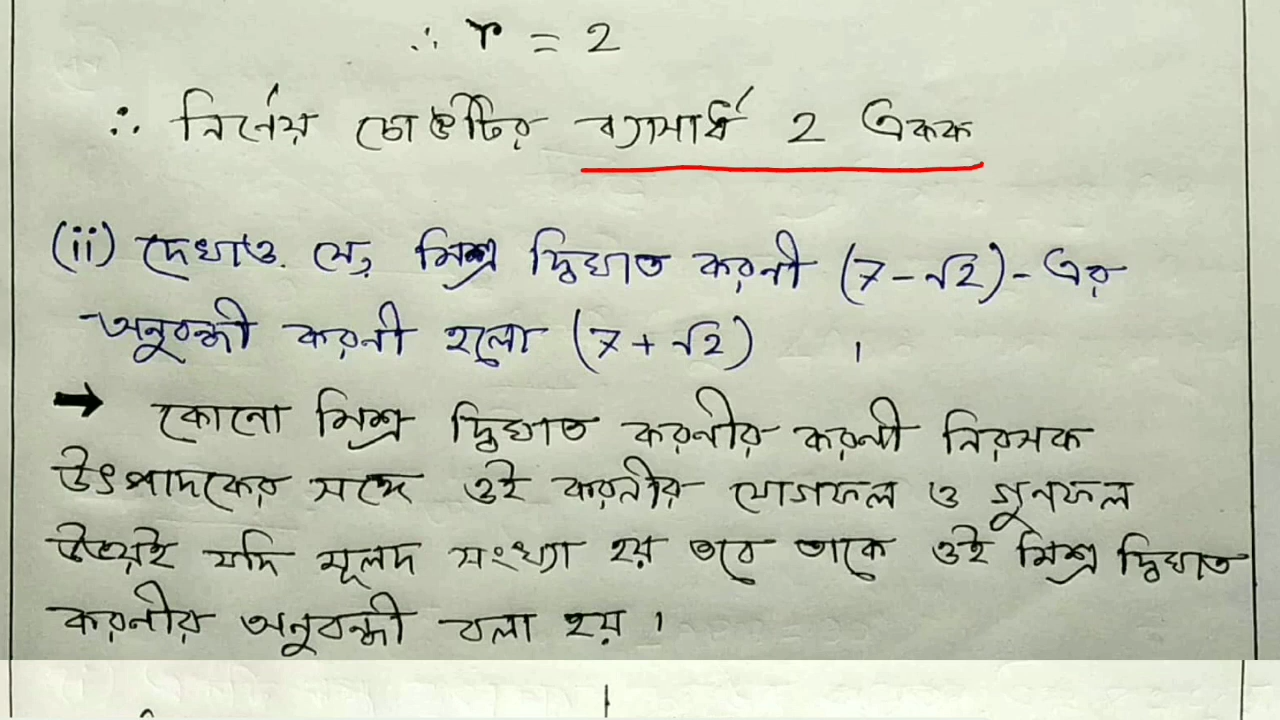 ∴ r = 2
∴ নির্ণেয় চোঙটির ব্যাসার্ধ 2 একক
(ii) দেখাও যে, মিশ্র দ্বিঘাত করণী (7-√2)-এর
অনুবন্ধী করণী হলো (7+√2) ।
→ কোনো মিশ্র দ্বিঘাত করণীর করণী নিরসক
উৎপাদকের সঙ্গে ওই করণীর যোগফল ও গুনফল
উভয়ই যদি মূলদ সংখ্যা হয় তবে তাকে ওই মিশ্র দ্বিঘাত
করণীর অনুবন্ধী বলা হয় ।